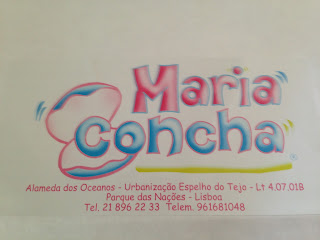 Maria
Concha
Alameda dos Oceanos - Urbanização Espelho do Tejo - Lt 4.07.01B
Parque das Nações - Lisboa
Tel. 21 896 22 33 Telem. 961681048